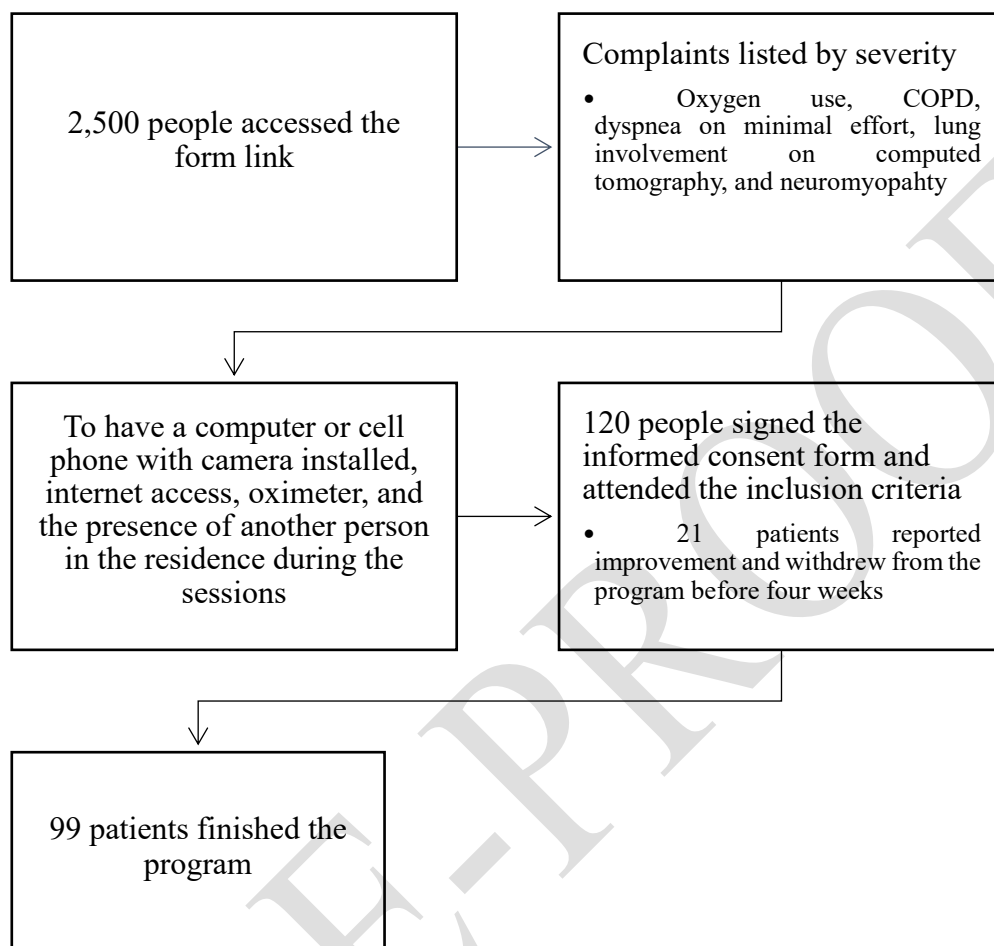 2,500 people accessed the
form link
Complaints listed by severity
• Oxygen use, COPD,
dyspnea on minimal effort, lung
involvement on computed
tomography, and neuromyopahty
To have a computer or cell
phone with camera installed,
internet access, oximeter, and
the presence of another person
in the residence during the
sessions
120 people signed the
informed consent form and
attended the inclusion criteria
• 21 patients reported
improvement and withdrew from the
program before four weeks
99 patients finished the
program
E-PROOF